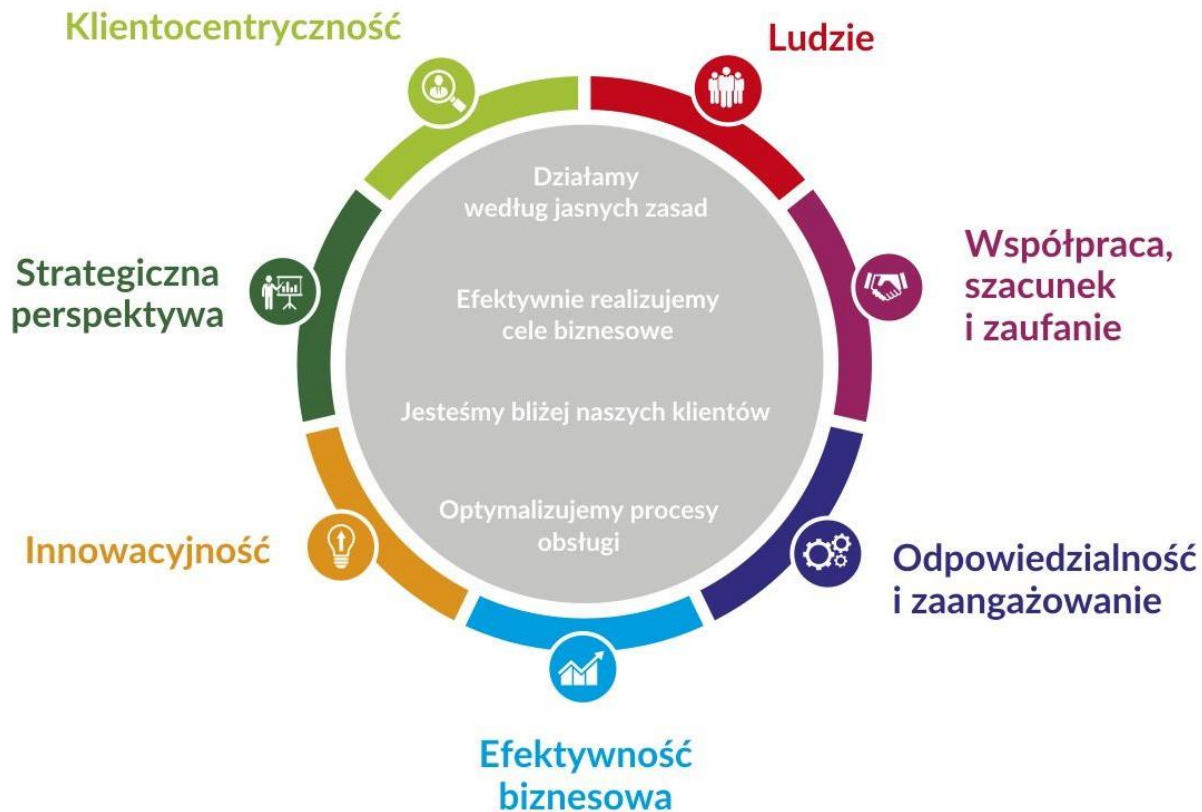 Klientocentryczność
Ludzie
Działamy
według jasnych zasad
Współpraca,
szacunek
i zaufanie
Strategiczna
perspektywa
Efektywnie realizujemy
cele biznesowe
Jesteśmy bliżej naszych klientów
Optymalizujemy procesy
obsługi
Innowacyjność
Odpowiedzialność
i zaangażowanie
Efektywność
biznesowa